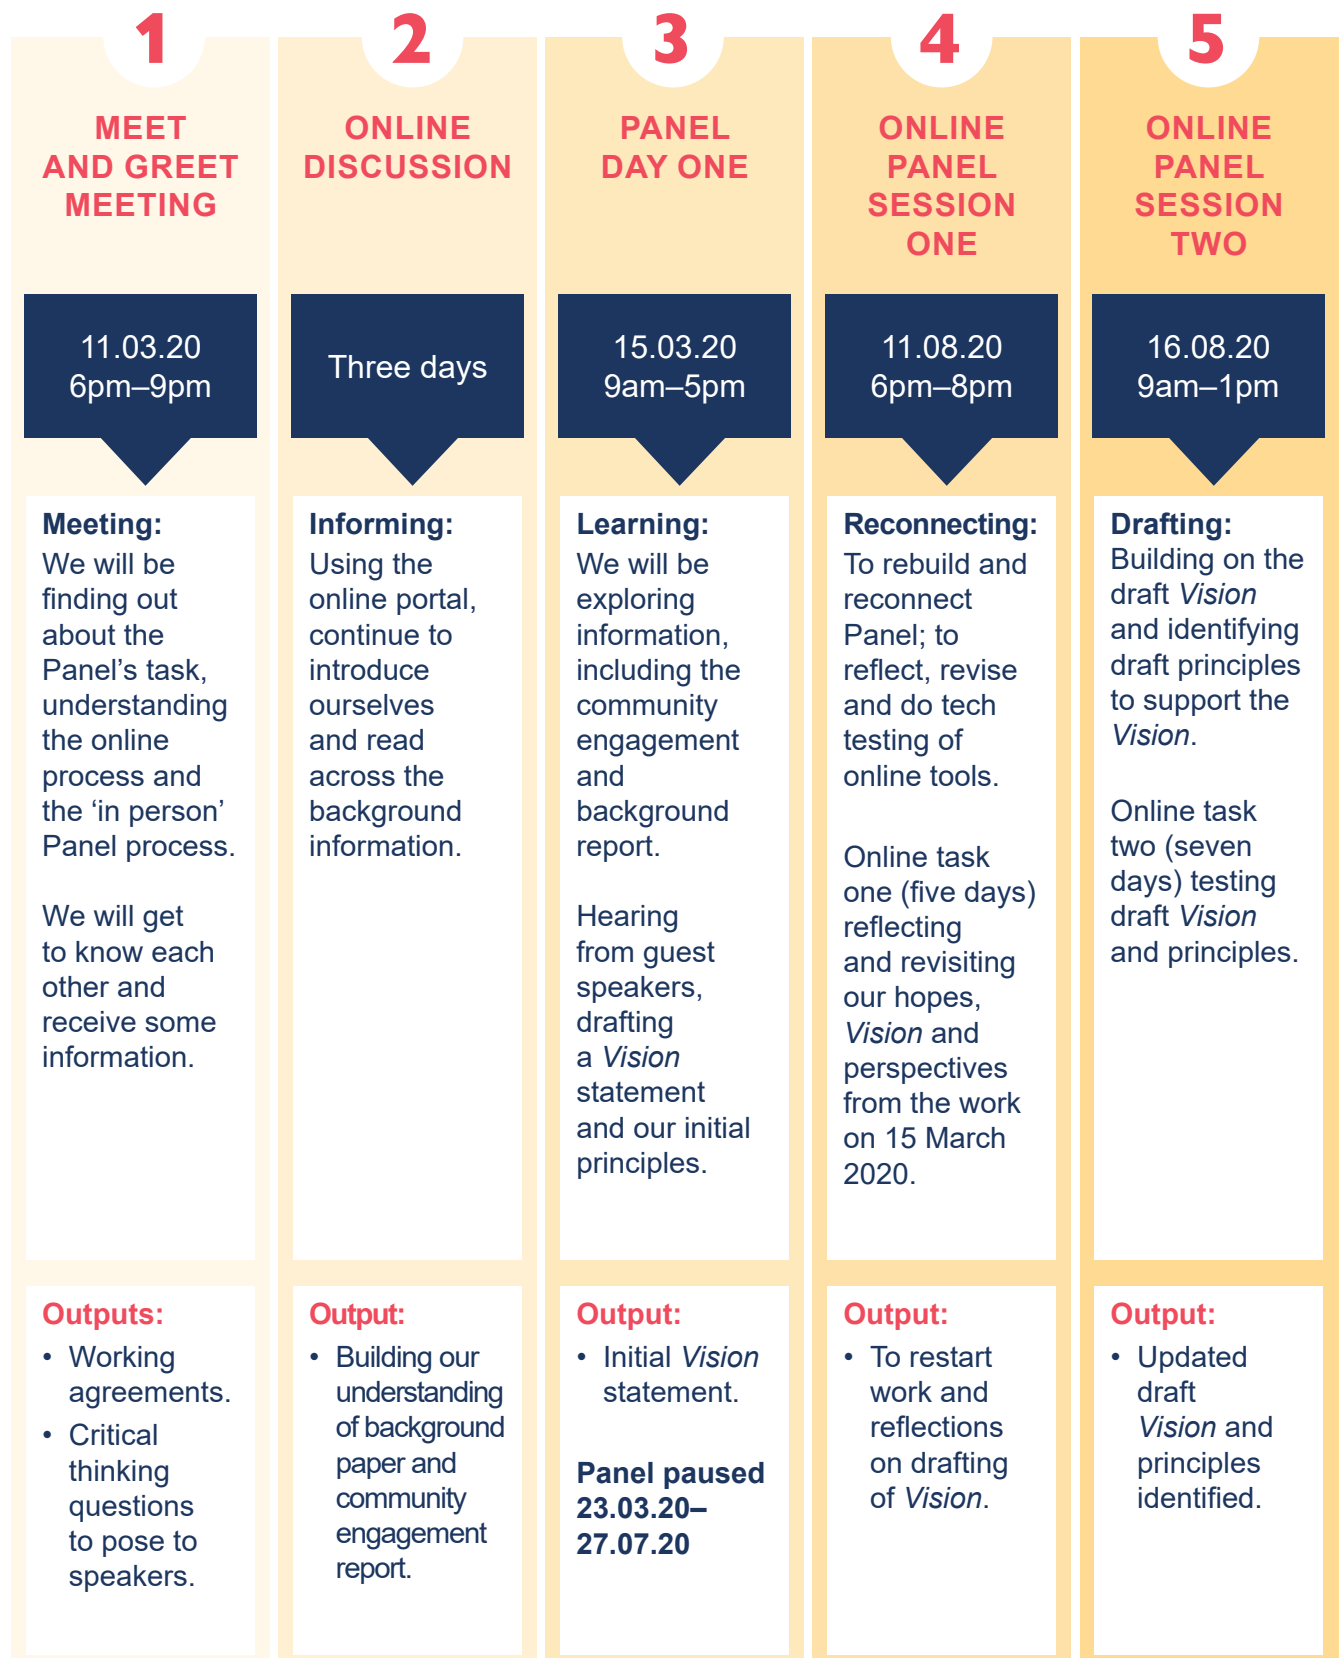 1
MEET
AND GREET
MEETING
11.03.20
6pm–9pm
Meeting:
We will be
finding out
about the
Panel’s task,
understanding
the online
process and
the ‘in person’
Panel process.
We will get
to know each
other and
receive some
information.
Outputs:
• Working
agreements.
• Critical
thinking
questions
to pose to
speakers.
2
ONLINE
DISCUSSION
Three days
Informing:
Using the
online portal,
continue to
introduce
ourselves
and read
across the
background
information.
Output:
• Building our
understanding
of background
paper and
community
engagement
report.
3
PANEL
DAY ONE
15.03.20
9am–5pm
Learning:
We will be
exploring
information,
including the
community
engagement
and
background
report.
Hearing
from guest
speakers,
drafting
a Vision
statement
and our initial
principles.
Output:
• Initial Vision
statement.
Panel paused
23.03.20–
27.07.20
4
ONLINE
PANEL
SESSION
ONE
11.08.20
6pm–8pm
Reconnecting:
To rebuild and
reconnect
Panel; to
reflect, revise
and do tech
testing of
online tools.
Online task
one (five days)
reflecting
and revisiting
our hopes,
Vision and
perspectives
from the work
on 15 March
2020.
Output:
• To restart
work and
reflections
on drafting
of Vision.
5
ONLINE
PANEL
SESSION
TWO
16.08.20
9am–1pm
Drafting:
Building on the
draft Vision
and identifying
draft principles
to support the
Vision.
Online task
two (seven
days) testing
draft Vision
and principles.
Output:
• Updated
draft
Vision and
principles
identified.